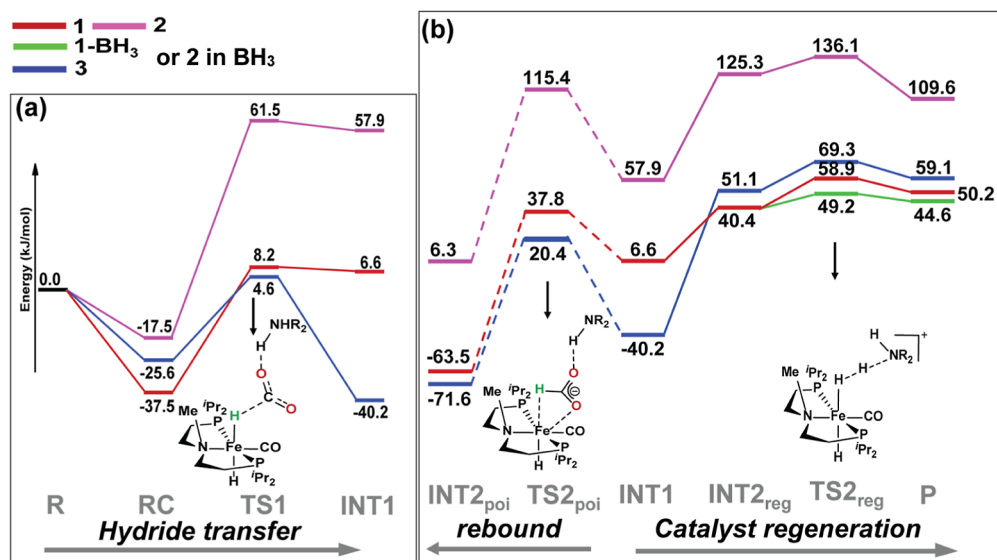 1 2
1-BH₃ or 2 in BH₃
3
(a)
Energy (kJ/mol)
61.5 57.9
0.0
8.2 6.6
4.6
-17.5
-25.6
-37.5
-40.2
NHR₂
H
O
C
O
H
Me
ⁱPr₂
P
N Fe CO
P
ⁱPr₂
H
R RC TS1 INT1
Hydride transfer
(b)
136.1
125.3
115.4
109.6
57.9
69.3
58.9 59.1
51.1
50.2
49.2
44.6
40.4
37.8
20.4
6.3 6.6
-40.2
-63.5
-71.6
NR₂
H
O
H C ⊖
O
ⁱPr₂
Me P
N Fe CO
P
ⁱPr₂
H
H +
H NR₂
H
ⁱPr₂
Me P
N Fe CO
P
ⁱPr₂
H
INT2poi TS2poi INT1 INT2reg TS2reg P
rebound Catalyst regeneration